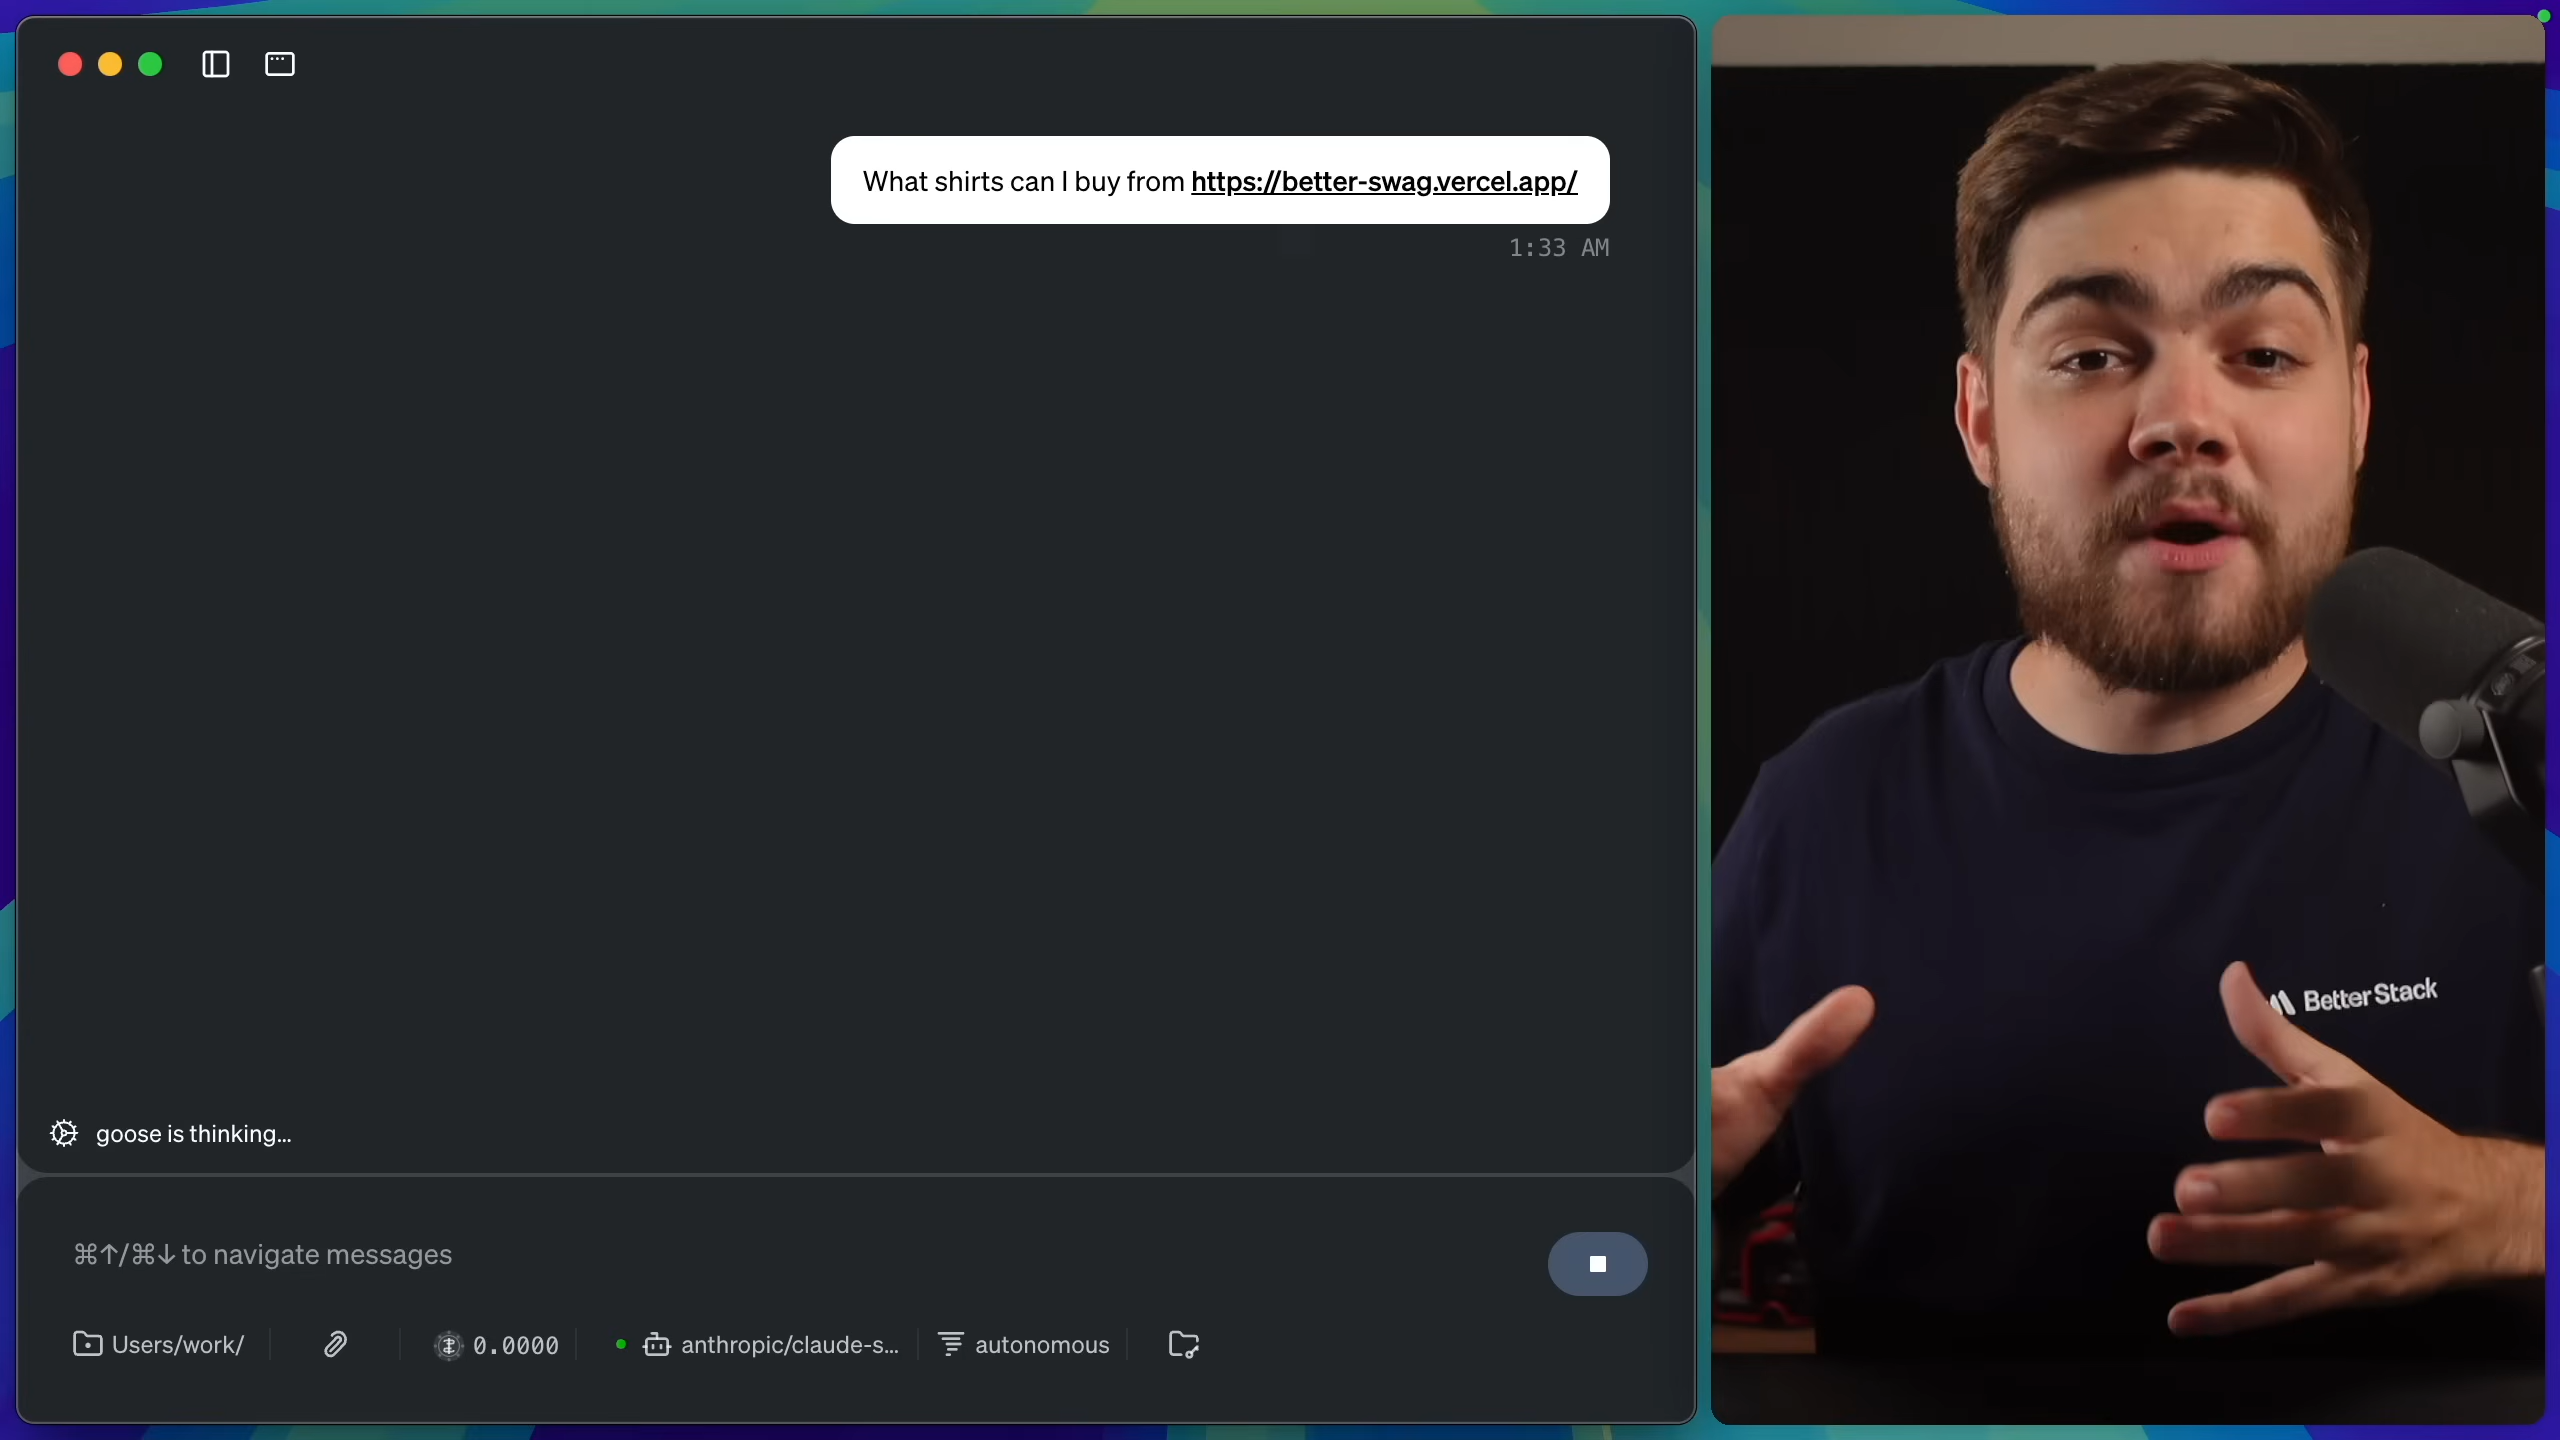 What shirts can I buy from https://better-swag.vercel.app/
1:33 AM
goose is thinking...
⌘↑/⌘↓ to navigate messages
Users/work/
0.0000
anthropic/claude-s...
autonomous
Better Stack